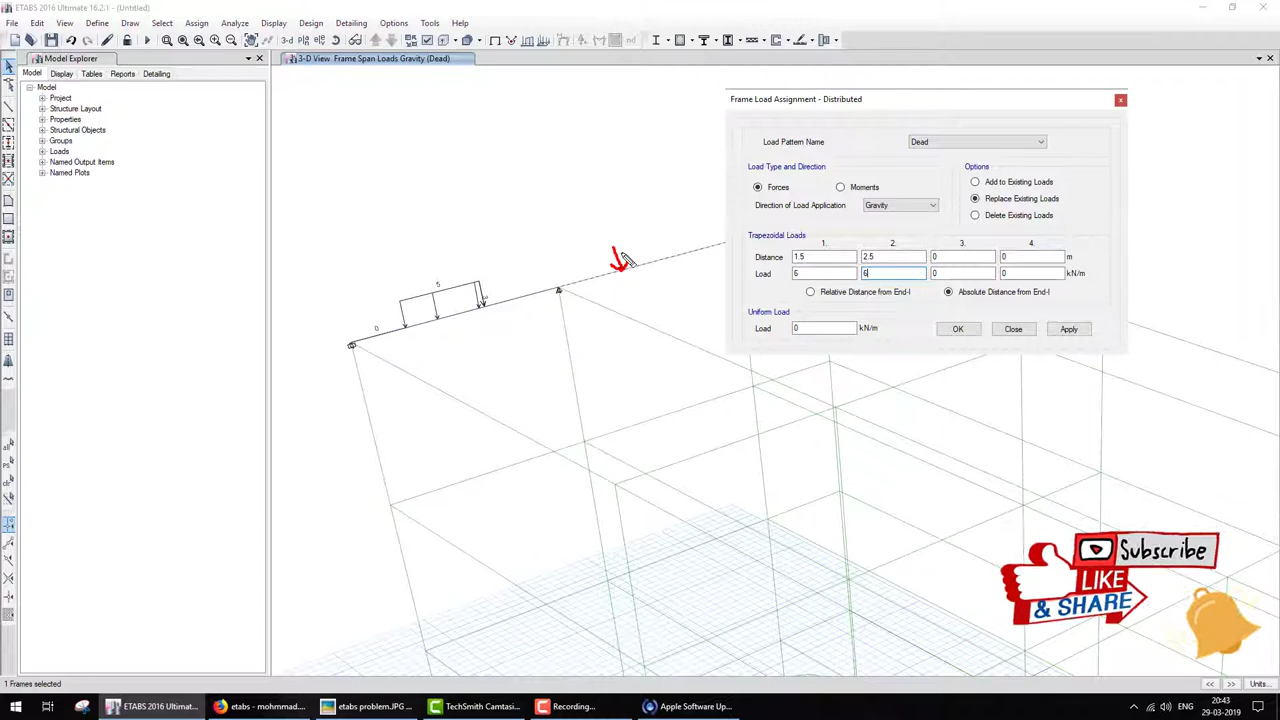 ETABS 2016 Ultimate 16.2.1 - (Untitled)
File Edit View Define Draw Select Assign Analyze Display Design Detailing Options Tools Help
3-d
nd
Model Explorer
3-D View Frame Span Loads Gravity (Dead)
Model Display Tables Reports Detailing
Model
Project
Structure Layout
Properties
Structural Objects
Groups
Loads
Named Output Items
Named Plots
all
PS
clr
0
5
Frame Load Assignment - Distributed
Load Pattern Name Dead
Load Type and Direction
Options
Forces Moments
Direction of Load Application Gravity
Add to Existing Loads
Replace Existing Loads
Delete Existing Loads
Trapezoidal Loads
1. 2. 3. 4.
Distance 1.5 2.5 0 0 m
Load 6 6 0 0 kN/m
Relative Distance from End-I Absolute Distance from End-I
Uniform Load
Load 0 kN/m
OK Close Apply
Subscribe
LIKE
& SHARE
1 Frames selected
<< >> Units...
ETABS 2016 Ultimat... etabs - mohmmad.... etabs problem.JPG ... TechSmith Camtasi... Recording... Apple Software Up...
20:43
29-03-2019